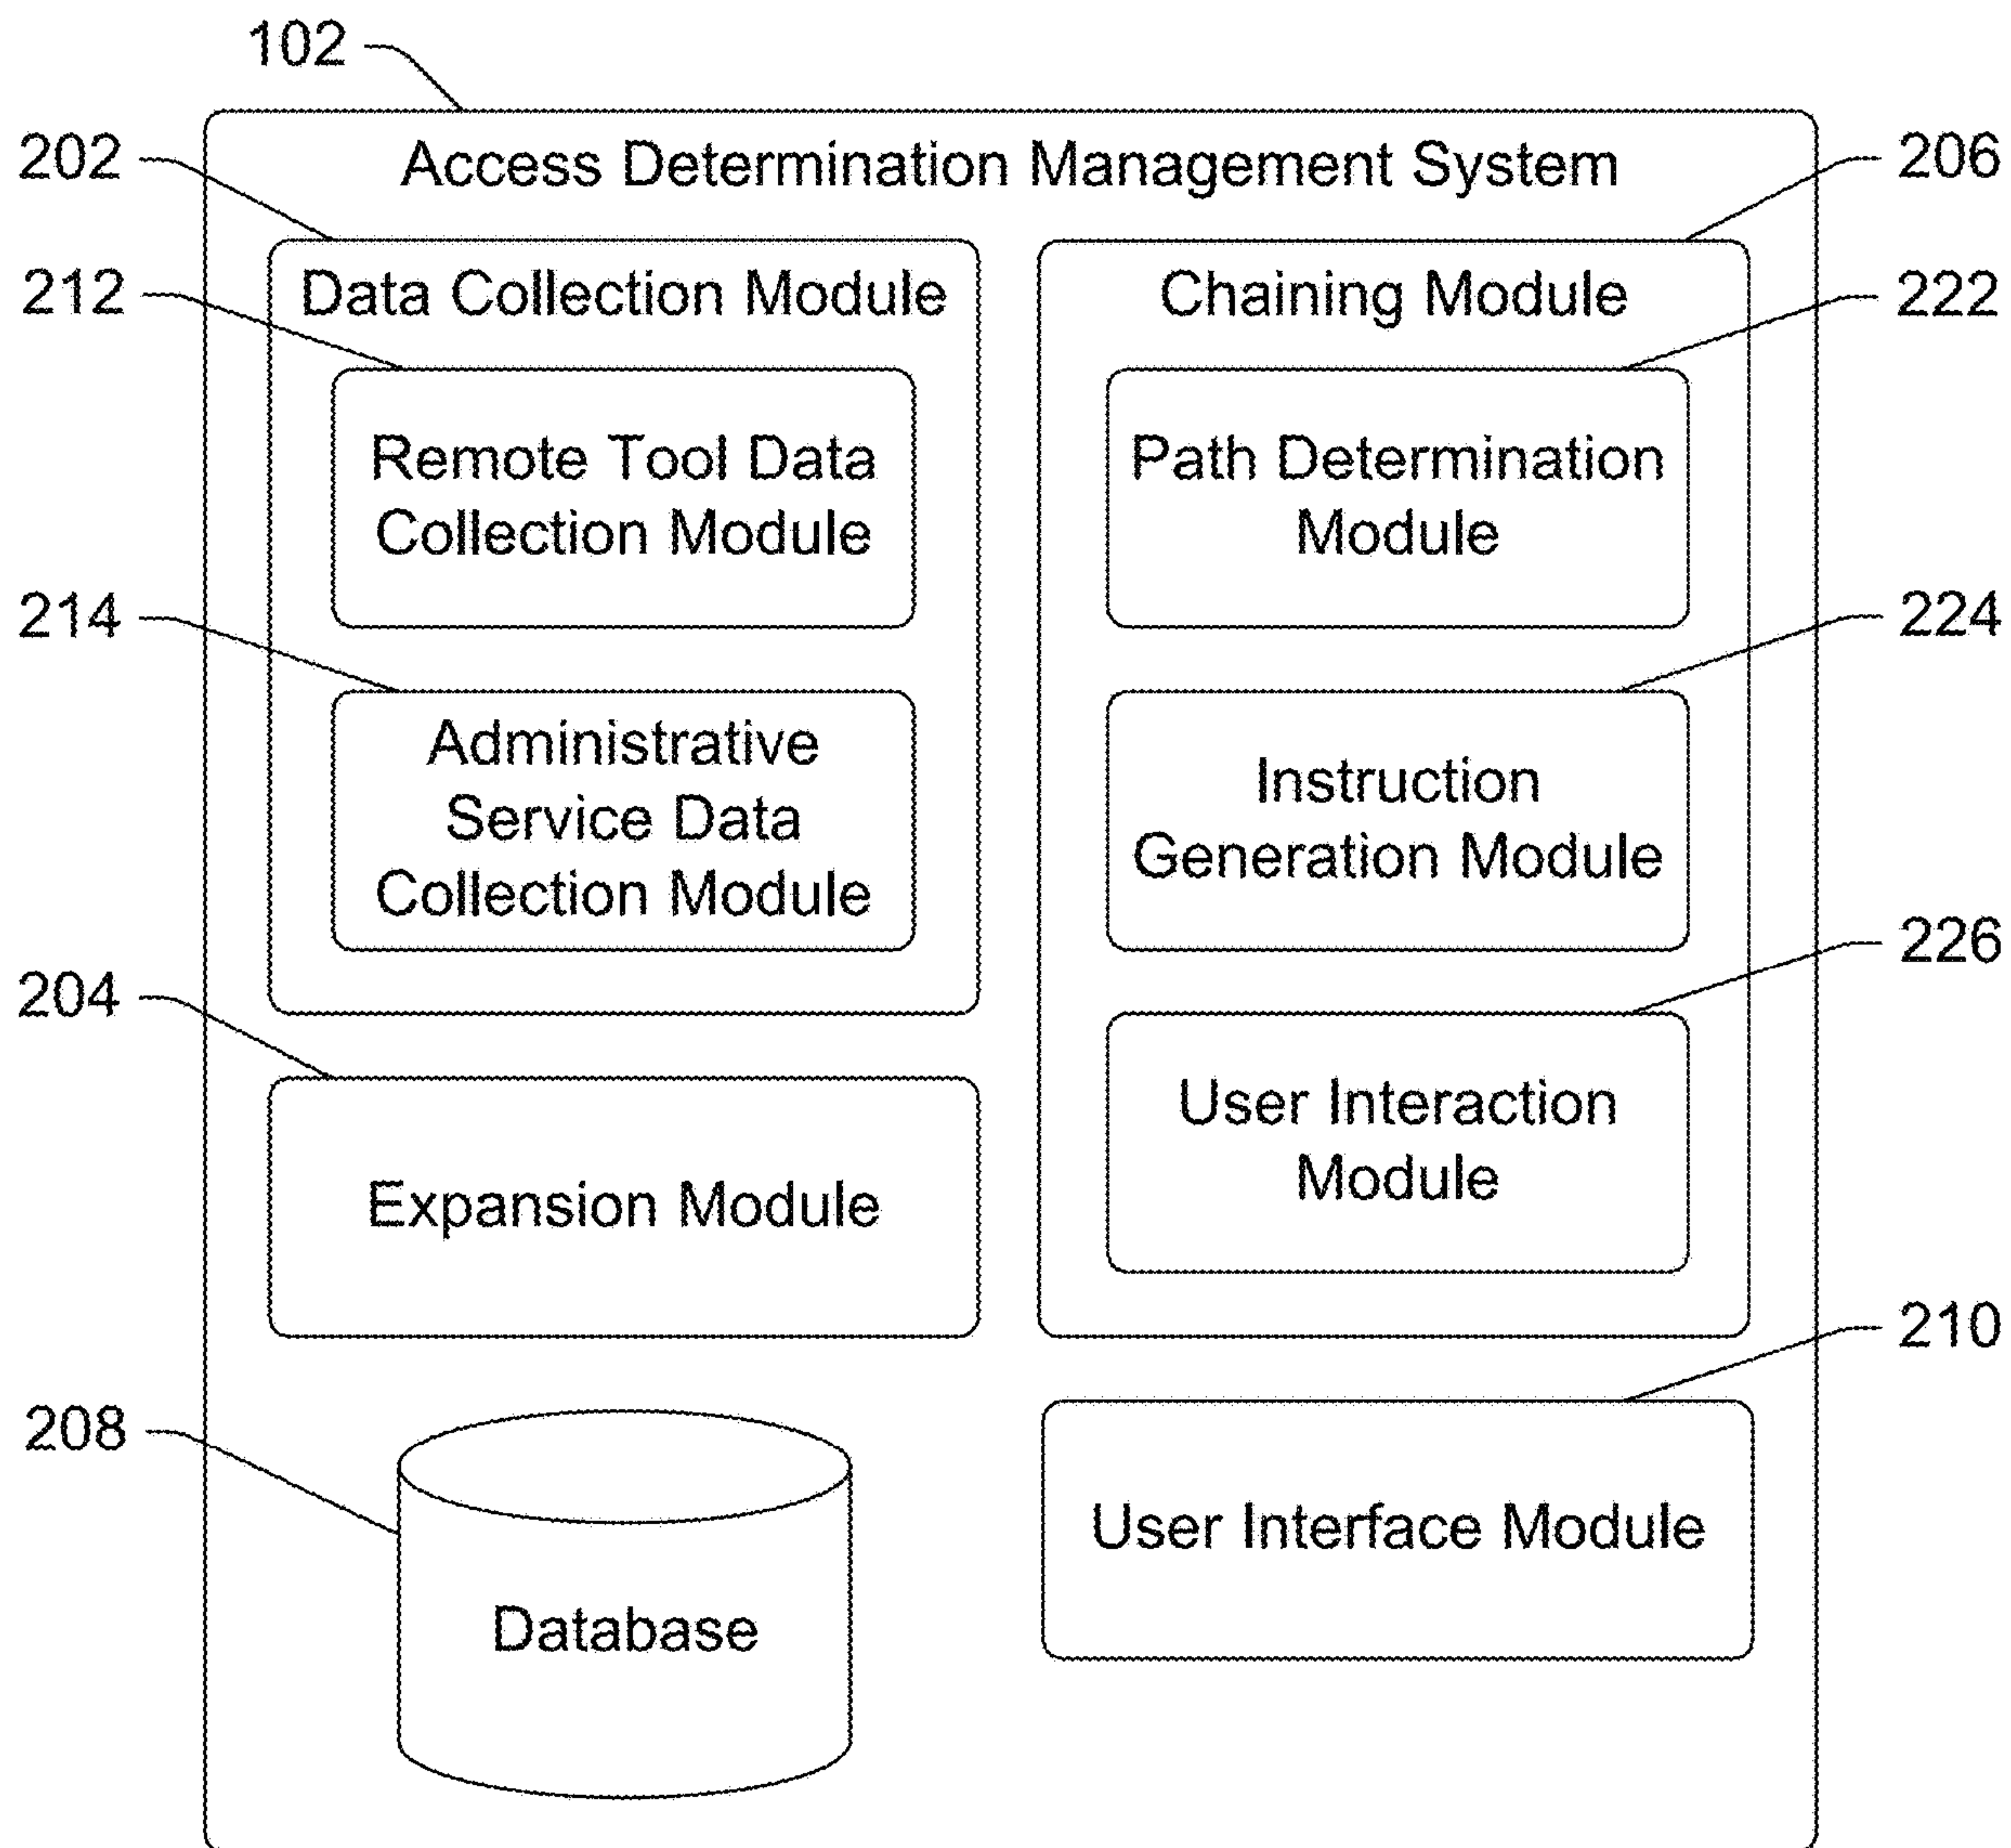 102
Access Determination Management System
202
206
Data Collection Module
212
Remote Tool Data
Collection Module
214
Administrative
Service Data
Collection Module
204
Expansion Module
208
Database
Chaining Module
222
Path Determination
Module
224
Instruction
Generation Module
226
User Interaction
Module
210
User Interface Module